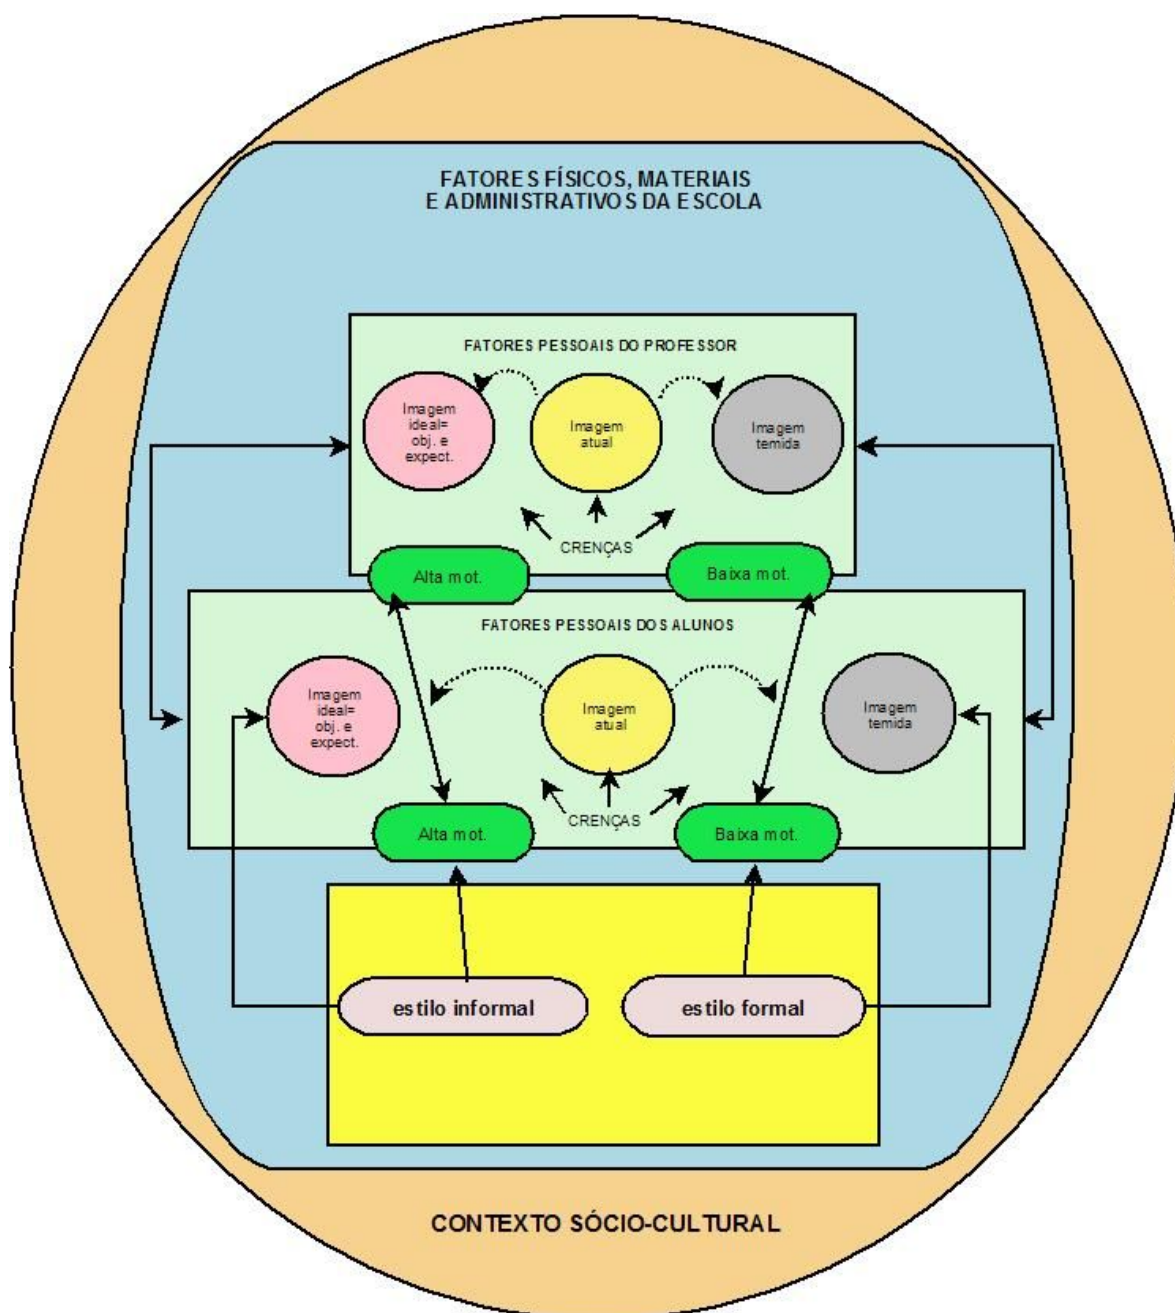 FATORES FÍSICOS, MATERIAIS
E ADMINISTRATIVOS DA ESCOLA
FATORES PESSOAIS DO PROFESSOR
Imagem
ideal=
obj. e
expect.
Imagem
atual
Imagem
temida
CRENÇAS
Alta mot.
Baixa mot.
FATORES PESSOAIS DOS ALUNOS
Imagem
ideal=
obj. e
expect.
Imagem
atual
Imagem
temida
CRENÇAS
Alta mot.
Baixa mot.
estilo informal
estilo formal
CONTEXTO SÓCIO-CULTURAL